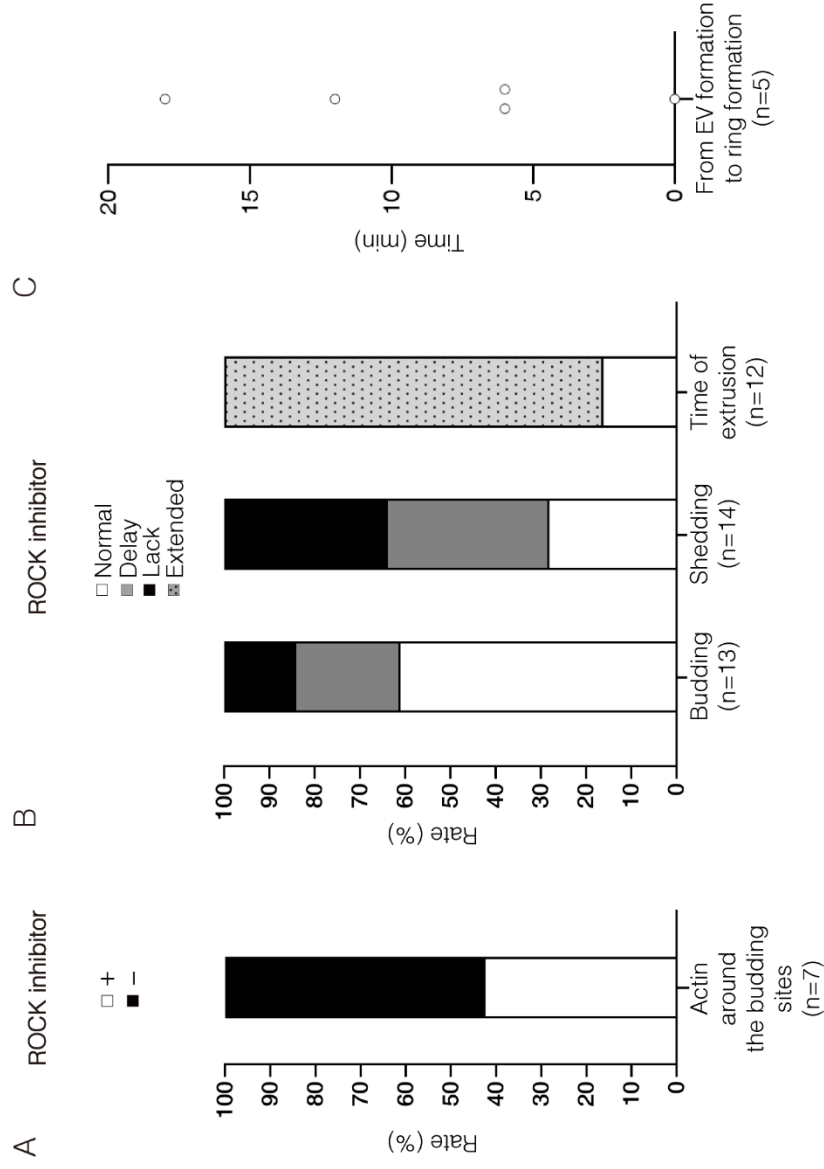 A
ROCK inhibitor
+
−
Rate (%)
100
90
80
70
60
50
40
30
20
10
0
Actin
around
the budding
sites
(n=7)
B
ROCK inhibitor
Normal
Delay
Lack
Extended
Rate (%)
100
90
80
70
60
50
40
30
20
10
0
Budding
(n=13)
Shedding
(n=14)
Time of
extrusion
(n=12)
C
Time (min)
20
15
10
5
0
From EV formation
to ring formation
(n=5)